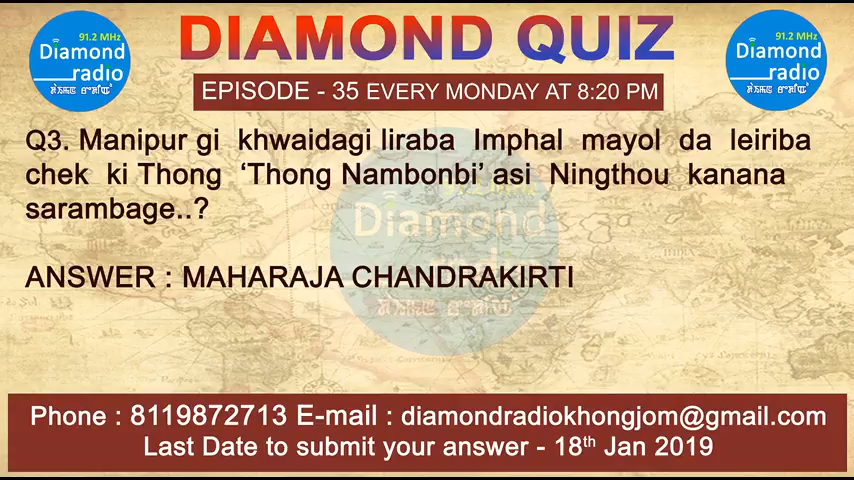 91.2 MHz
Diamond
radio
DIAMOND QUIZ
91.2 MHz
Diamond
radio
EPISODE - 35 EVERY MONDAY AT 8:20 PM
Q3. Manipur gi khwaidagi liraba Imphal mayol da leiriba
chek ki Thong ‘Thong Nambonbi’ asi Ningthou kanana
sarambage..?
Diamond
radio
ANSWER : MAHARAJA CHANDRAKIRTI
Phone : 8119872713 E-mail : diamondradiokhongjom@gmail.com
Last Date to submit your answer - 18th Jan 2019